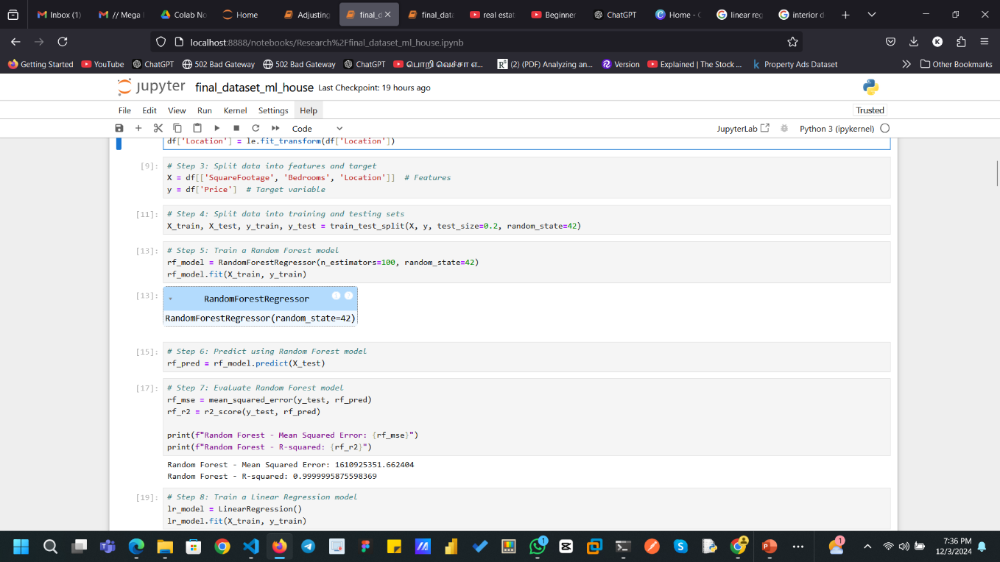 Inbox (1)
// Mega
Colab No
Home
Adjusting
final_d
final_data
real estat
Beginner
ChatGPT
Home - C
linear reg
interior d
localhost:8888/notebooks/Research%2Ffinal_dataset_ml_house.ipynb
K
Getting Started
YouTube
ChatGPT
502 Bad Gateway
502 Bad Gateway
ChatGPT
பொறி வெச்சா எ...
(2) (PDF) Analyzing an...
Version
Explained | The Stock ...
Property Ads Dataset
Other Bookmarks
jupyter
final_dataset_ml_house Last Checkpoint: 19 hours ago
File Edit View Run Kernel Settings Help
Trusted
Code
JupyterLab
Python 3 (ipykernel)
df['Location'] = le.fit_transform(df['Location'])
[9]:
# Step 3: Split data into features and target
X = df[['SquareFootage', 'Bedrooms', 'Location']]  # Features
y = df['Price']  # Target variable
[11]:
# Step 4: Split data into training and testing sets
X_train, X_test, y_train, y_test = train_test_split(X, y, test_size=0.2, random_state=42)
[13]:
# Step 5: Train a Random Forest model
rf_model = RandomForestRegressor(n_estimators=100, random_state=42)
rf_model.fit(X_train, y_train)
[13]:
RandomForestRegressor
RandomForestRegressor(random_state=42)
[15]:
# Step 6: Predict using Random Forest model
rf_pred = rf_model.predict(X_test)
[17]:
# Step 7: Evaluate Random Forest model
rf_mse = mean_squared_error(y_test, rf_pred)
rf_r2 = r2_score(y_test, rf_pred)
print(f"Random Forest - Mean Squared Error: {rf_mse}")
print(f"Random Forest - R-squared: {rf_r2}")
Random Forest - Mean Squared Error: 1610925351.662404
Random Forest - R-squared: 0.9999995875598369
[19]:
# Step 8: Train a Linear Regression model
lr_model = LinearRegression()
lr_model.fit(X_train, y_train)
7:36 PM
12/3/2024